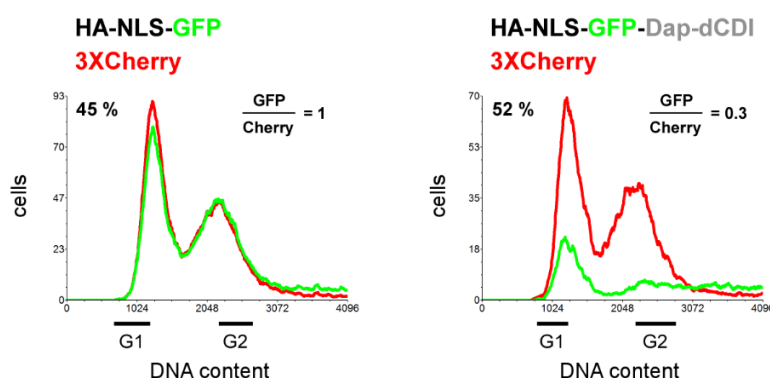 HA-NLS-GFP
3XCherry
93
70
47
23
0
45 %
GFP
Cherry
= 1
cells
0
1024
2048
3072
4096
G1
G2
DNA content
HA-NLS-GFP-Dap-dCDI
3XCherry
70
53
35
18
0
52 %
GFP
Cherry
= 0.3
cells
0
1024
2048
3072
4096
G1
G2
DNA content